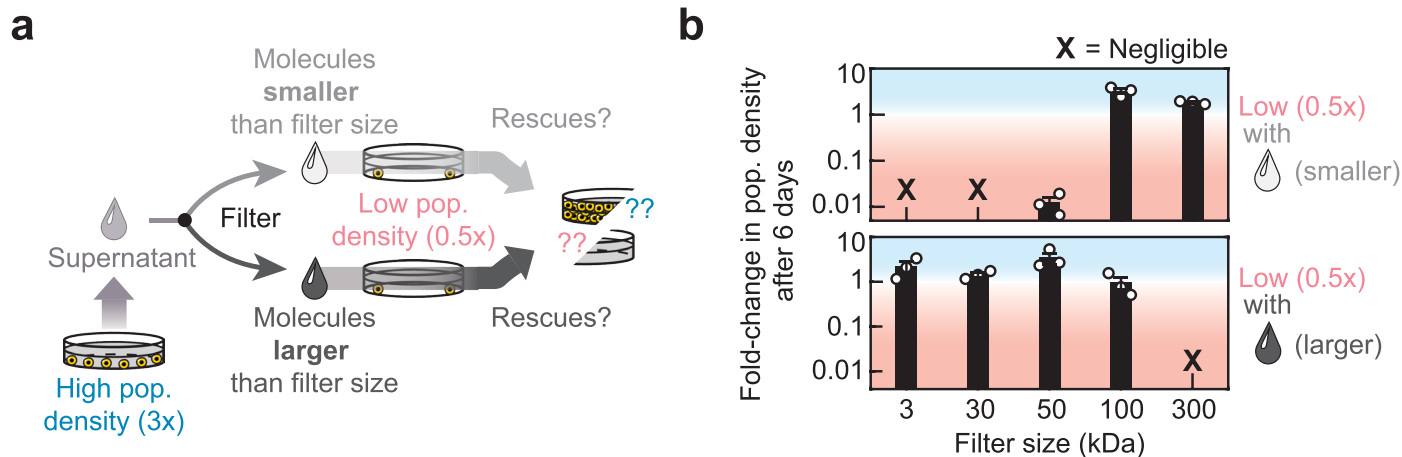 a
Molecules
smaller
than filter size
Rescues?
Filter
Supernatant
Low pop.
density (0.5x)
??
??
High pop.
density (3x)
Molecules
larger
than filter size
Rescues?
b
X = Negligible
Fold-change in pop. density
after 6 days
10
1
0.1
0.01
X
X
Low (0.5x)
with
(smaller)
10
1
0.1
0.01
X
Low (0.5x)
with
(larger)
3 30 50 100 300
Filter size (kDa)